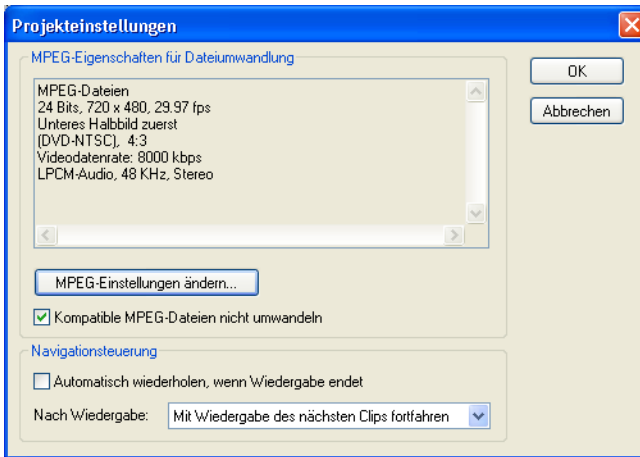 Projekteinstellungen
MPEG-Eigenschaften für Dateiumwandlung
MPEG-Dateien
24 Bits, 720 x 480, 29.97 fps
Unteres Halbbild zuerst
(DVD-NTSC), 4:3
Videodatenrate: 8000 kbps
LPCM-Audio, 48 KHz, Stereo
OK
Abbrechen
MPEG-Einstellungen ändern...
Kompatible MPEG-Dateien nicht umwandeln
Navigationsteuerung
Automatisch wiederholen, wenn Wiedergabe endet
Nach Wiedergabe: Mit Wiedergabe des nächsten Clips fortfahren